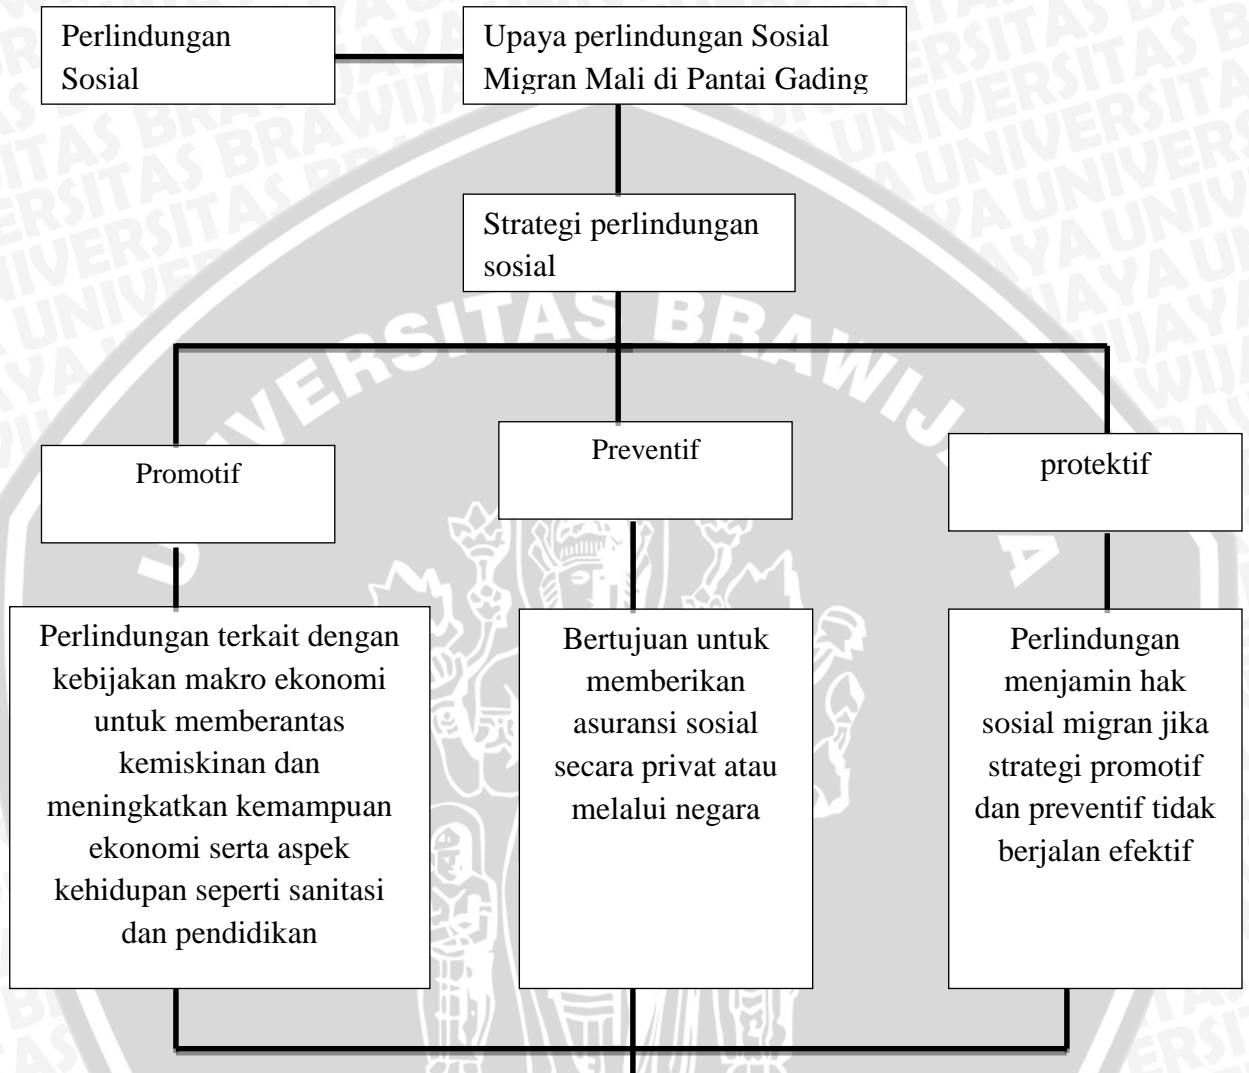 Perlindungan
Sosial
Upaya perlindungan Sosial
Migran Mali di Pantai Gading
Strategi perlindungan
sosial
UNIVERSITAS BRAWIJAYA
Promotif
Preventif
protektif
Perlindungan terkait dengan
kebijakan makro ekonomi
untuk memberantas
kemiskinan dan
meningkatkan kemampuan
ekonomi serta aspek
kehidupan seperti sanitasi
dan pendidikan
Bertujuan untuk
memberikan
asuransi sosial
secara privat atau
melalui negara
Perlindungan
menjamin hak
sosial migran jika
strategi promotif
dan preventif tidak
berjalan efektif